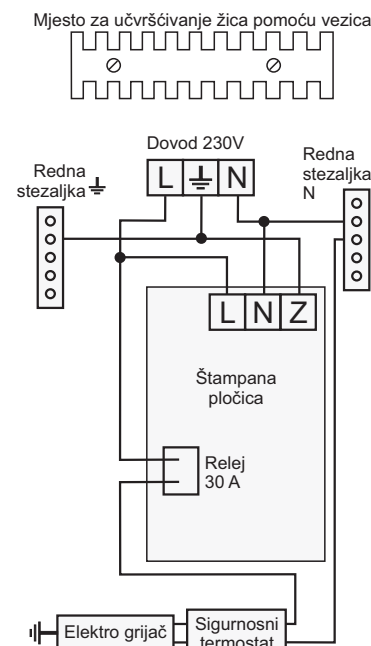 Mjesto za učvršćivanje žica pomoću vezica
Dovod 230V
Redna
stezaljka
Redna
stezaljka
N
L
N
L N Z
Štampana
pločica
Relej
30 A
Elektro grijač
Sigurnosni
termostat